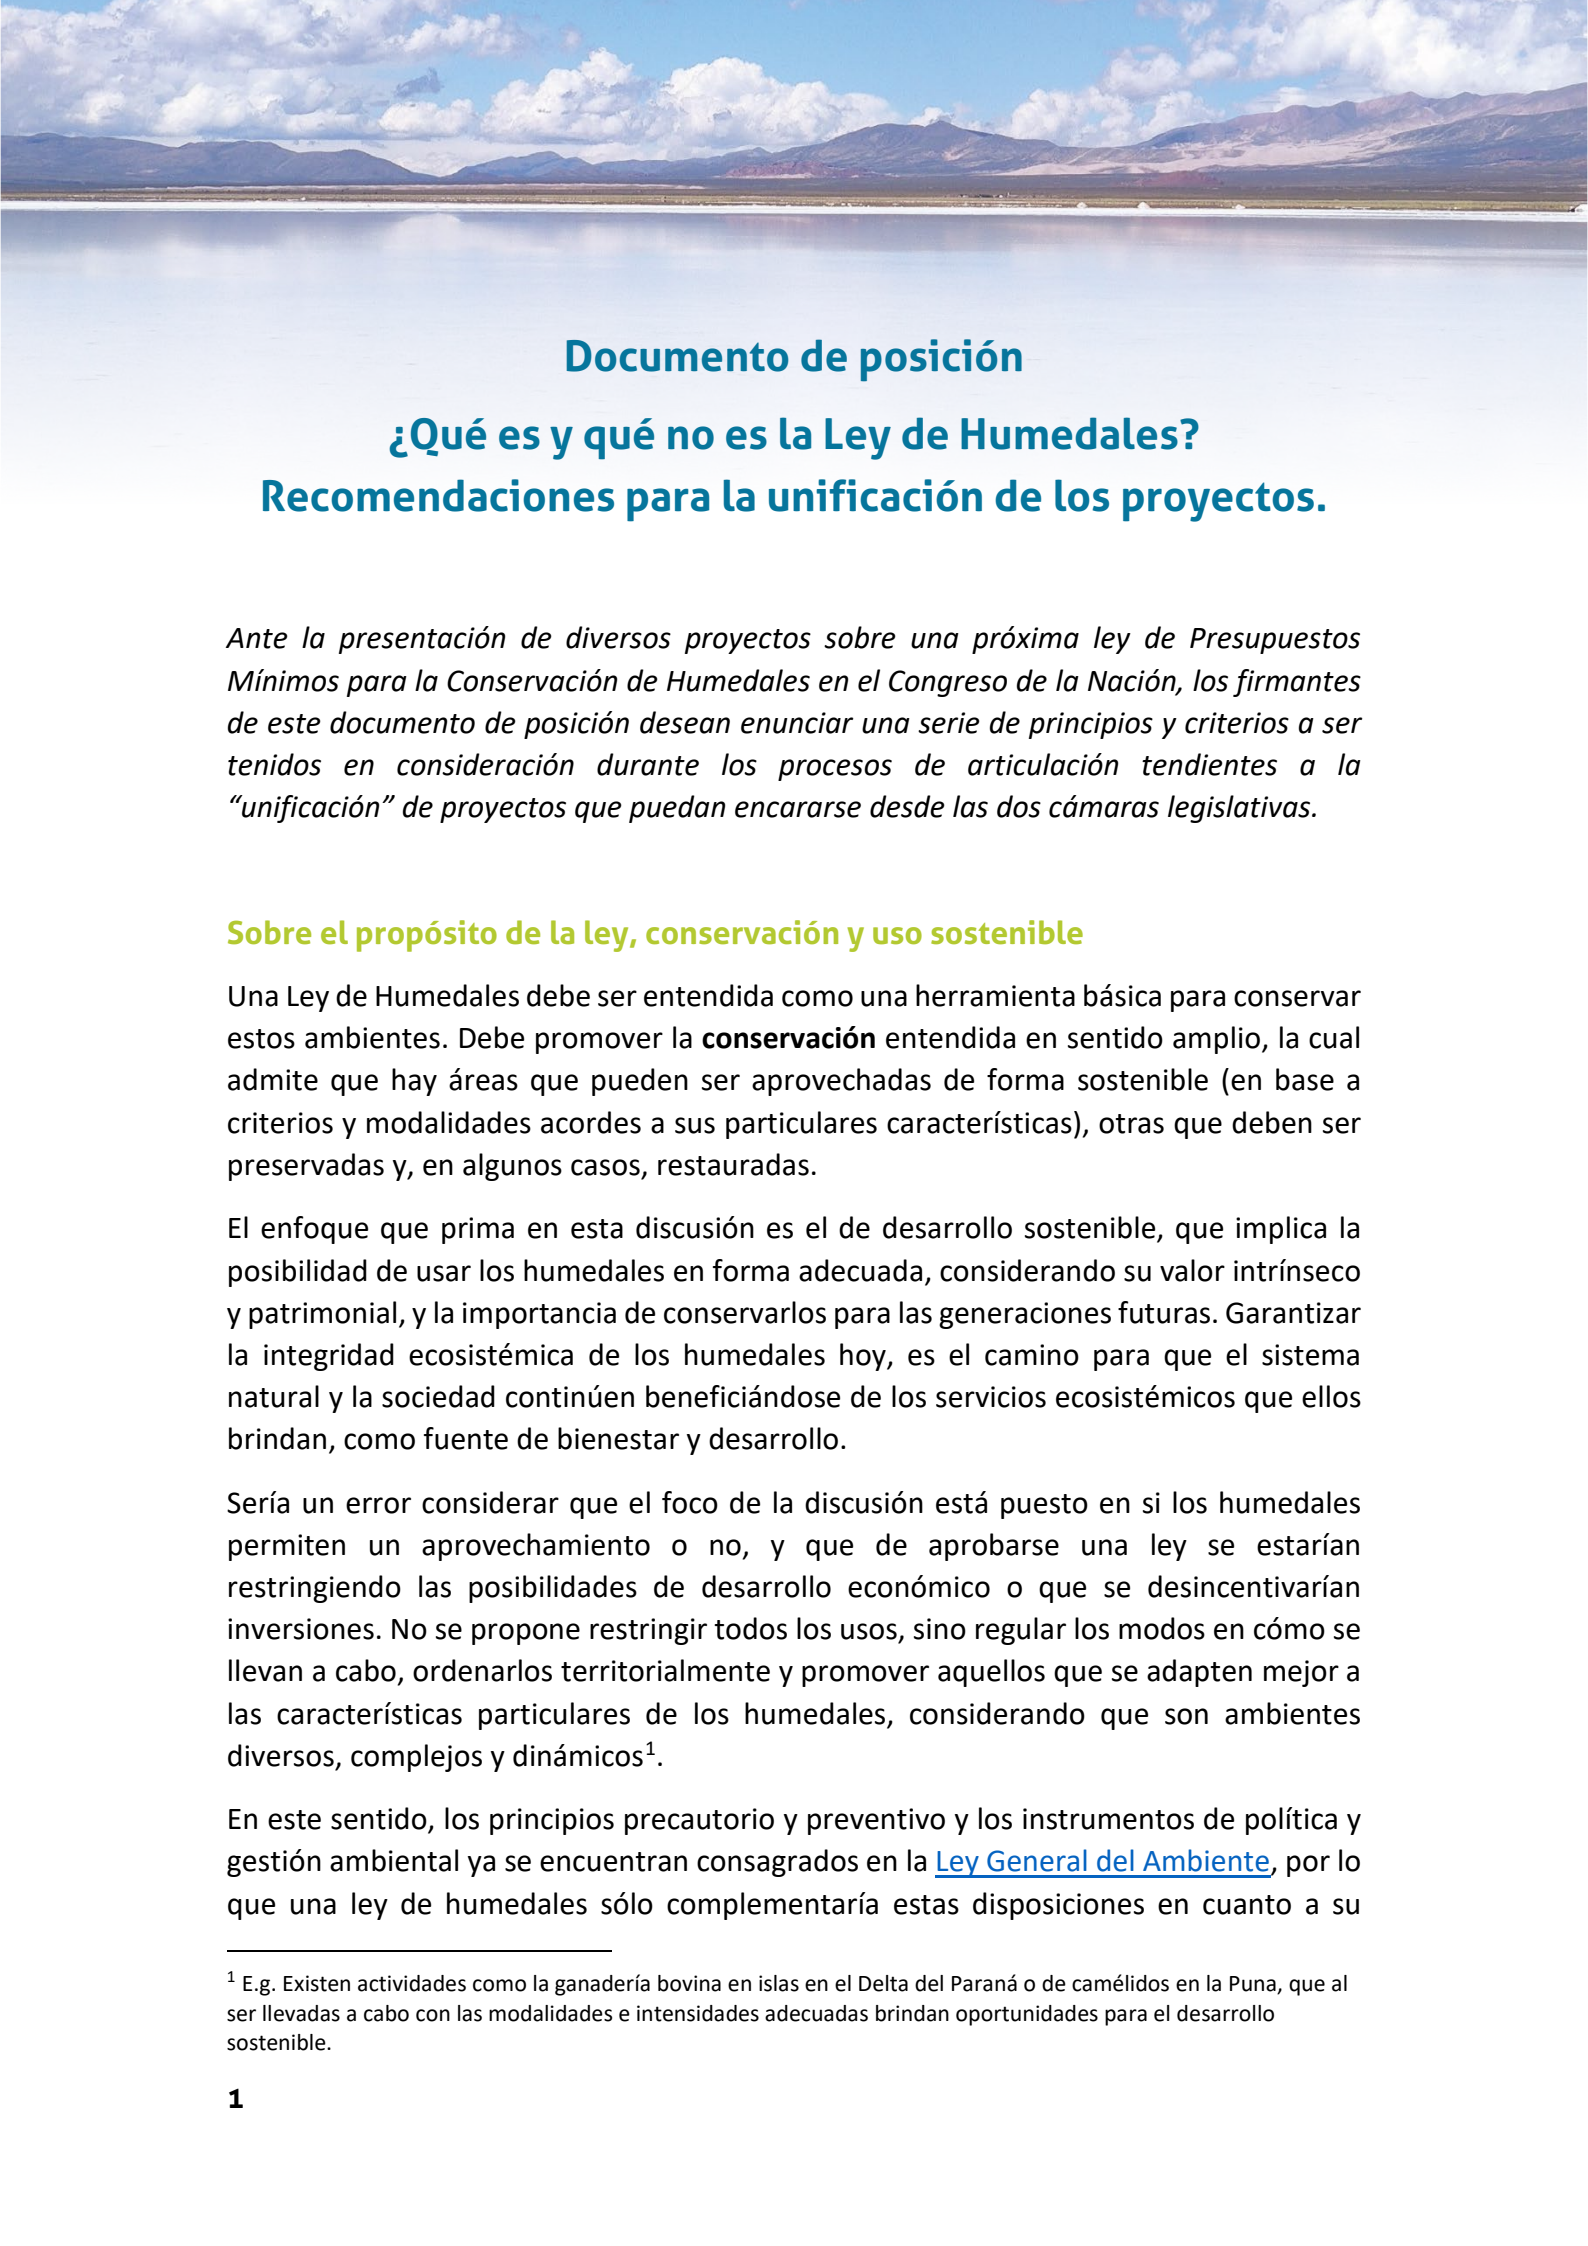 Documento de posición
¿Qué es y qué no es la Ley de Humedales?
Recomendaciones para la unificación de los proyectos.
Ante la presentación de diversos proyectos sobre una próxima ley de Presupuestos
Mínimos para la Conservación de Humedales en el Congreso de la Nación, los firmantes
de este documento de posición desean enunciar una serie de principios y criterios a ser
tenidos en consideración durante los procesos de articulación tendientes a la
“unificación” de proyectos que puedan encararse desde las dos cámaras legislativas.
Sobre el propósito de la ley, conservación y uso sostenible
Una Ley de Humedales debe ser entendida como una herramienta básica para conservar
estos ambientes. Debe promover la conservación entendida en sentido amplio, la cual
admite que hay áreas que pueden ser aprovechadas de forma sostenible (en base a
criterios y modalidades acordes a sus particulares características), otras que deben ser
preservadas y, en algunos casos, restauradas.
El enfoque que prima en esta discusión es el de desarrollo sostenible, que implica la
posibilidad de usar los humedales en forma adecuada, considerando su valor intrínseco
y patrimonial, y la importancia de conservarlos para las generaciones futuras. Garantizar
la integridad ecosistémica de los humedales hoy, es el camino para que el sistema
natural y la sociedad continúen beneficiándose de los servicios ecosistémicos que ellos
brindan, como fuente de bienestar y desarrollo.
Sería un error considerar que el foco de la discusión está puesto en si los humedales
permiten un aprovechamiento o no, y que de aprobarse una ley se estarían
restringiendo las posibilidades de desarrollo económico o que se desincentivarían
inversiones. No se propone restringir todos los usos, sino regular los modos en cómo se
llevan a cabo, ordenarlos territorialmente y promover aquellos que se adapten mejor a
las características particulares de los humedales, considerando que son ambientes
diversos, complejos y dinámicos1.
En este sentido, los principios precautorio y preventivo y los instrumentos de política y
gestión ambiental ya se encuentran consagrados en la Ley General del Ambiente, por lo
que una ley de humedales sólo complementaría estas disposiciones en cuanto a su
1 E.g. Existen actividades como la ganadería bovina en islas en el Delta del Paraná o de camélidos en la Puna, que al
ser llevadas a cabo con las modalidades e intensidades adecuadas brindan oportunidades para el desarrollo
sostenible.
1